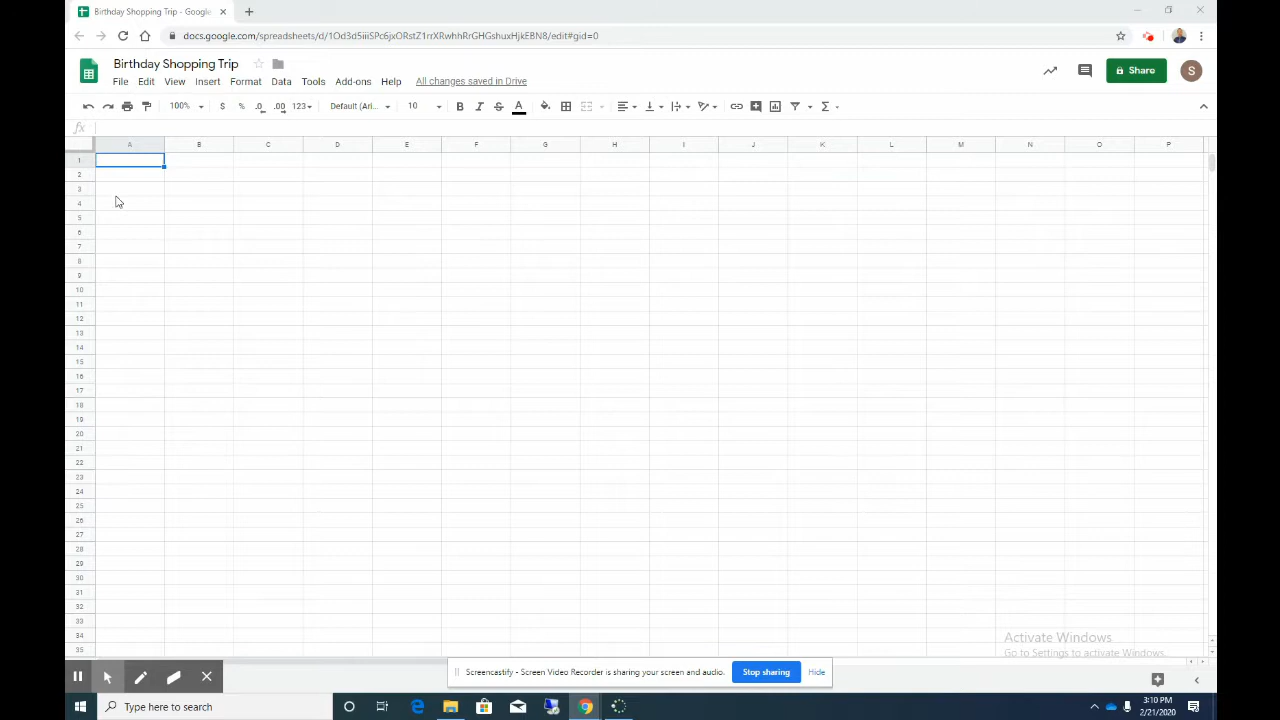 Birthday Shopping Trip - Google
docs.google.com/spreadsheets/d/1Od3d5iiiSPc6jxORstZ1rrXRwhhRrGHGshuxHjkEBN8/edit#gid=0
Birthday Shopping Trip
File Edit View Insert Format Data Tools Add-ons Help All changes saved in Drive
Share
S
100% $ % .0 .00 123 Default (Ari... 10 B I S A
fx
A B C D E F G H I J K L M N O P
1
2
3
4
5
6
7
8
9
10
11
12
13
14
15
16
17
18
19
20
21
22
23
24
25
26
27
28
29
30
31
32
33
34
35
Activate Windows
Go to Settings to activate Windows.
Screencastify - Screen Video Recorder is sharing your screen and audio. Stop sharing Hide
Type here to search
3:10 PM
2/21/2020